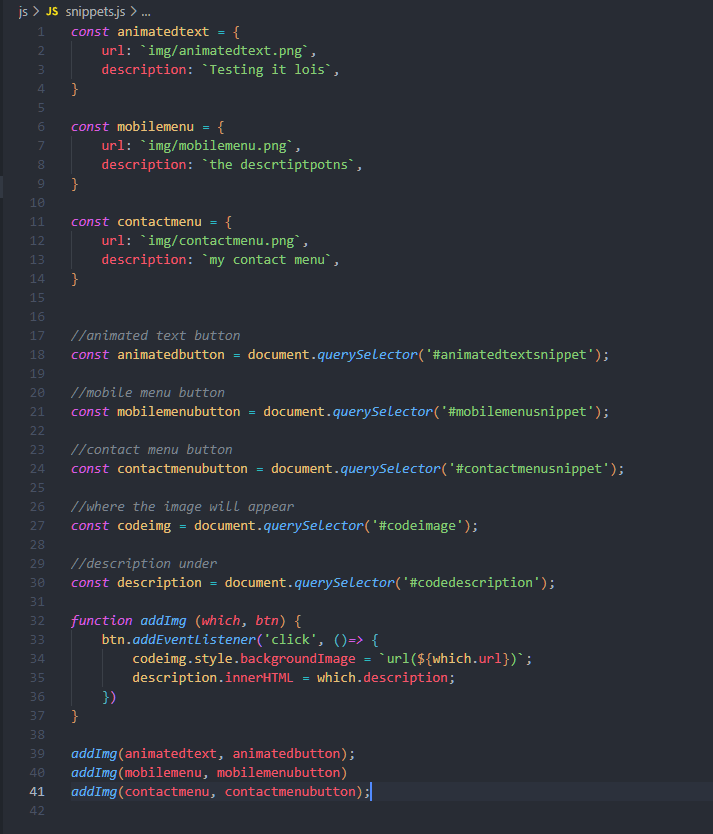 js > JS snippets.js > ...
1 const animatedtext = {
2 url: `img/animatedtext.png`,
3 description: `Testing it lois`,
4 }
5
6 const mobilemenu = {
7 url: `img/mobilemenu.png`,
8 description: `the descrtiptpotns`,
9 }
10
11 const contactmenu = {
12 url: `img/contactmenu.png`,
13 description: `my contact menu`,
14 }
15
16
17 //animated text button
18 const animatedbutton = document.querySelector('#animatedtextsnippet');
19
20 //mobile menu button
21 const mobilemenubutton = document.querySelector('#mobilemenusnippet');
22
23 //contact menu button
24 const contactmenubutton = document.querySelector('#contactmenusnippet');
25
26 //where the image will appear
27 const codeimg = document.querySelector('#codeimage');
28
29 //description under
30 const description = document.querySelector('#codedescription');
31
32 function addImg (which, btn) {
33 btn.addEventListener('click', ()=> {
34 codeimg.style.backgroundImage = `url(${which.url})`;
35 description.innerHTML = which.description;
36 })
37 }
38
39 addImg(animatedtext, animatedbutton);
40 addImg(mobilemenu, mobilemenubutton)
41 addImg(contactmenu, contactmenubutton);
42